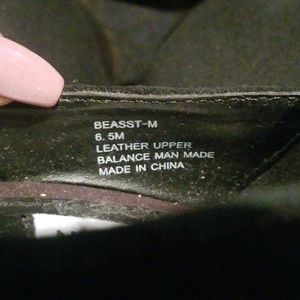 BEASST-M
6.5M
LEATHER UPPER
BALANCE MAN MADE
MADE IN CHINA